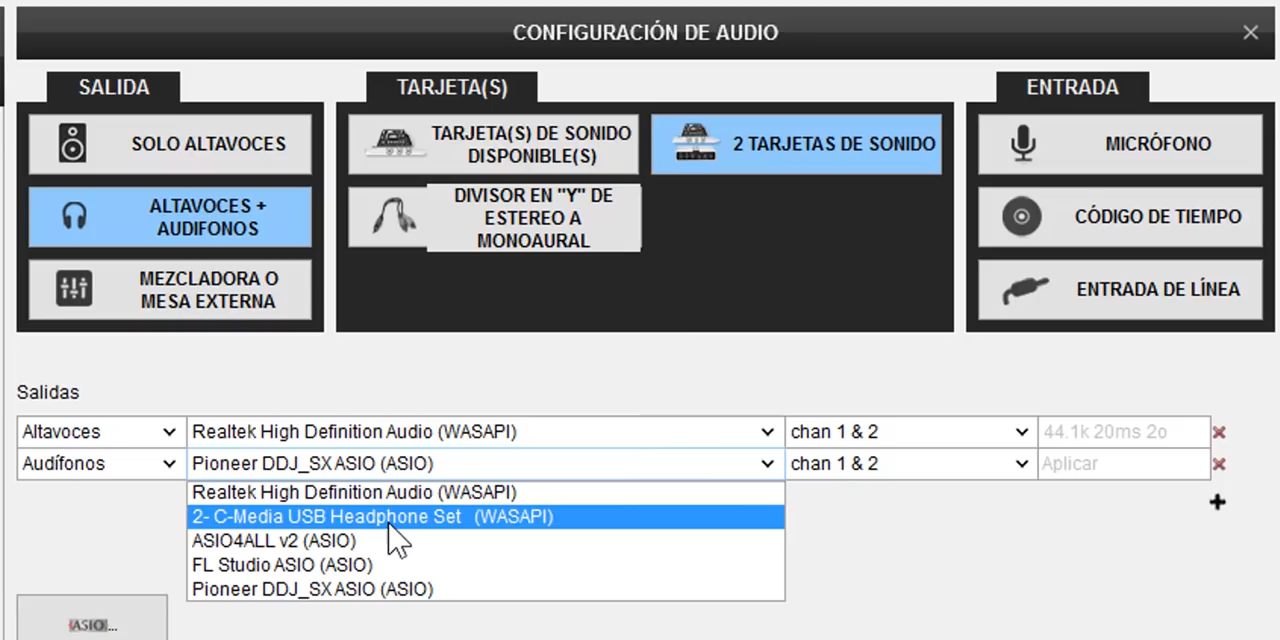 CONFIGURACIÓN DE AUDIO
SALIDA
TARJETA(S)
ENTRADA
SOLO ALTAVOCES
ALTAVOCES +
AUDIFONOS
MEZCLADORA O
MESA EXTERNA
TARJETA(S) DE SONIDO
DISPONIBLE(S)
2 TARJETAS DE SONIDO
DIVISOR EN "Y" DE
ESTEREO A
MONOAURAL
MICRÓFONO
CÓDIGO DE TIEMPO
ENTRADA DE LÍNEA
Salidas
Altavoces Realtek High Definition Audio (WASAPI) chan 1 & 2 44.1k 20ms 2o
Audífonos Pioneer DDJ_SX ASIO (ASIO) chan 1 & 2 Aplicar
Realtek High Definition Audio (WASAPI)
2- C-Media USB Headphone Set (WASAPI)
ASIO4ALL v2 (ASIO)
FL Studio ASIO (ASIO)
Pioneer DDJ_SX ASIO (ASIO)
ASIO...